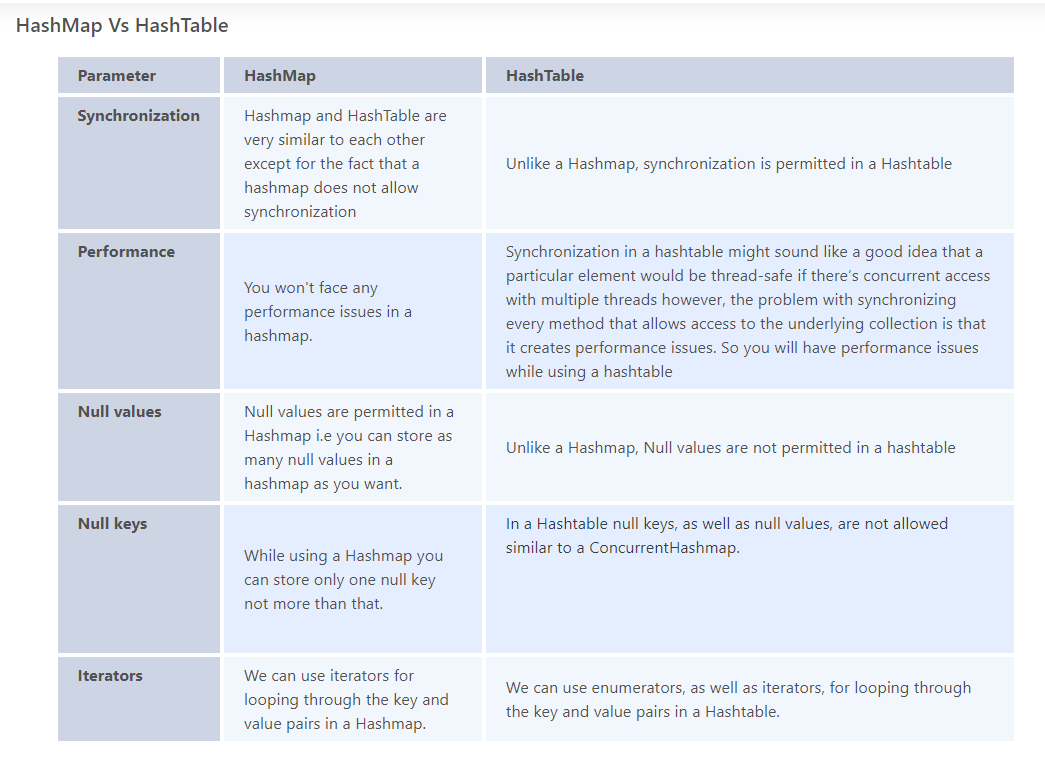 HashMap Vs HashTable
Parameter
HashMap
HashTable
Synchronization
Hashmap and HashTable are
very similar to each other
except for the fact that a
hashmap does not allow
synchronization
Unlike a Hashmap, synchronization is permitted in a Hashtable
Performance
You won't face any
performance issues in a
hashmap.
Synchronization in a hashtable might sound like a good idea that a
particular element would be thread-safe if there's concurrent access
with multiple threads however, the problem with synchronizing
every method that allows access to the underlying collection is that
it creates performance issues. So you will have performance issues
while using a hashtable
Null values
Null values are permitted in a
Hashmap i.e you can store as
many null values in a
hashmap as you want.
Unlike a Hashmap, Null values are not permitted in a hashtable
Null keys
While using a Hashmap you
can store only one null key
not more than that.
In a Hashtable null keys, as well as null values, are not allowed
similar to a ConcurrentHashmap.
Iterators
We can use iterators for
looping through the key and
value pairs in a Hashmap.
We can use enumerators, as well as iterators, for looping through
the key and value pairs in a Hashtable.